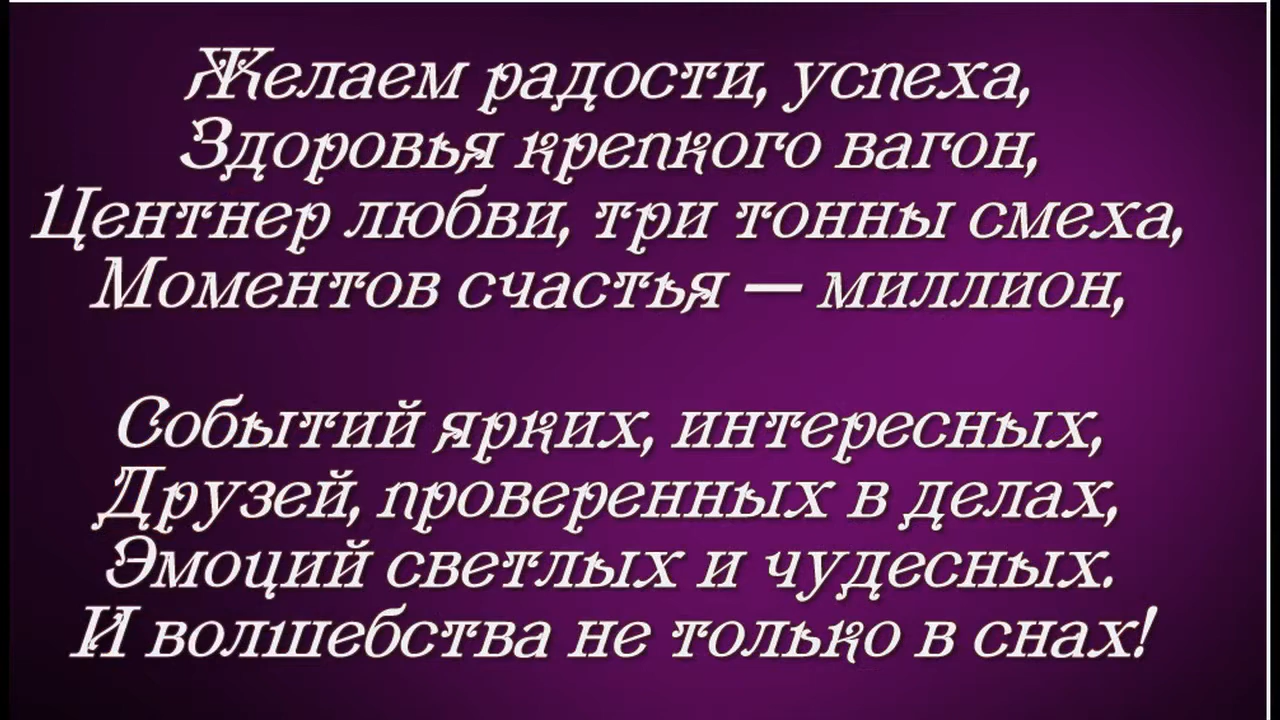 Желаем радости, успеха,
Здоровья крепкого вагон,
Центнер любви, три тонны смеха,
Моментов счастья — миллион,
Событий ярких, интересных,
Друзей, проверенных в делах,
Эмоций светлых и чудесных.
И волшебства не только в снах!